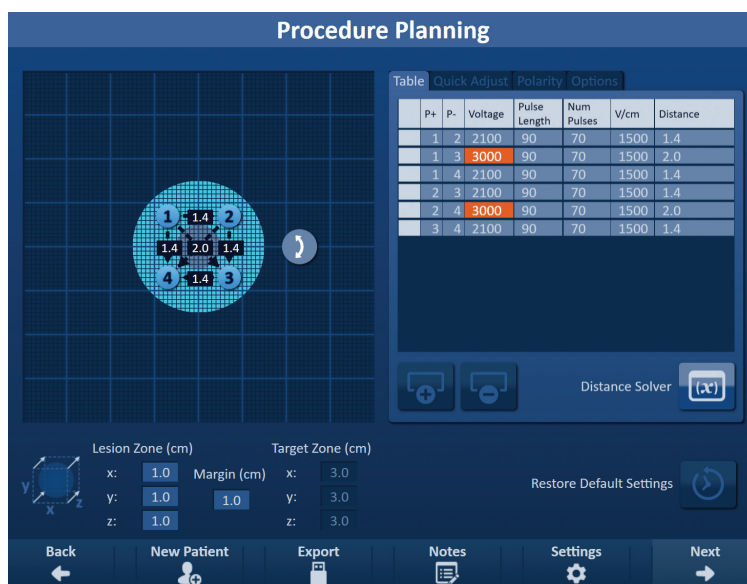 Procedure Planning
Table Quick Adjust Polarity Options
P+ P- Voltage Pulse Length Num Pulses V/cm Distance
1 2 2100 90 70 1500 1.4
1 3 3000 90 70 1500 2.0
1 4 2100 90 70 1500 1.4
2 3 2100 90 70 1500 1.4
2 4 3000 90 70 1500 2.0
3 4 2100 90 70 1500 1.4
1 1.4 2
1.4 2.0 1.4
4 1.4 3
Distance Solver (x)
Lesion Zone (cm) Target Zone (cm)
x: 1.0 Margin (cm) x: 3.0
y: 1.0 1.0 y: 3.0
z: 1.0 z: 3.0
y x z
Restore Default Settings
Back New Patient Export Notes Settings Next